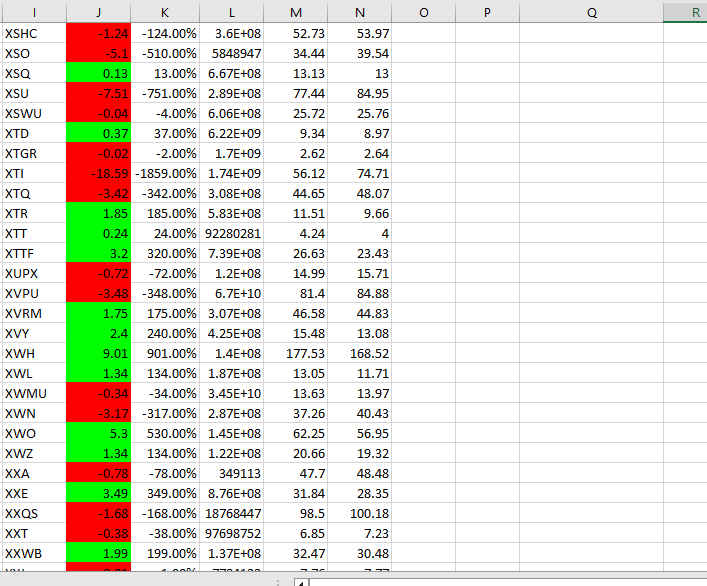 I J K L M N O P Q R
XSHC -1.24 -124.00% 3.6E+08 52.73 53.97
XSO -5.1 -510.00% 5848947 34.44 39.54
XSQ 0.13 13.00% 6.67E+08 13.13 13
XSU -7.51 -751.00% 2.89E+08 77.44 84.95
XSWU -0.04 -4.00% 6.06E+08 25.72 25.76
XTD 0.37 37.00% 6.22E+09 9.34 8.97
XTGR -0.02 -2.00% 1.7E+09 2.62 2.64
XTI -18.59 -1859.00% 1.74E+09 56.12 74.71
XTQ -3.42 -342.00% 3.08E+08 44.65 48.07
XTR 1.85 185.00% 5.83E+08 11.51 9.66
XTT 0.24 24.00% 92280281 4.24 4
XTTF 3.2 320.00% 7.39E+08 26.63 23.43
XUPX -0.72 -72.00% 1.2E+08 14.99 15.71
XVPU -3.48 -348.00% 6.7E+10 81.4 84.88
XVRM 1.75 175.00% 3.07E+08 46.58 44.83
XVY 2.4 240.00% 4.25E+08 15.48 13.08
XWH 9.01 901.00% 1.4E+08 177.53 168.52
XWL 1.34 134.00% 1.87E+08 13.05 11.71
XWMU -0.34 -34.00% 3.45E+10 13.63 13.97
XWN -3.17 -317.00% 2.87E+08 37.26 40.43
XWO 5.3 530.00% 1.45E+08 62.25 56.95
XWZ 1.34 134.00% 1.22E+08 20.66 19.32
XXA -0.78 -78.00% 349113 47.7 48.48
XXE 3.49 349.00% 8.76E+08 31.84 28.35
XXQS -1.68 -168.00% 18768447 98.5 100.18
XXT -0.38 -38.00% 97698752 6.85 7.23
XXWB 1.99 199.00% 1.37E+08 32.47 30.48